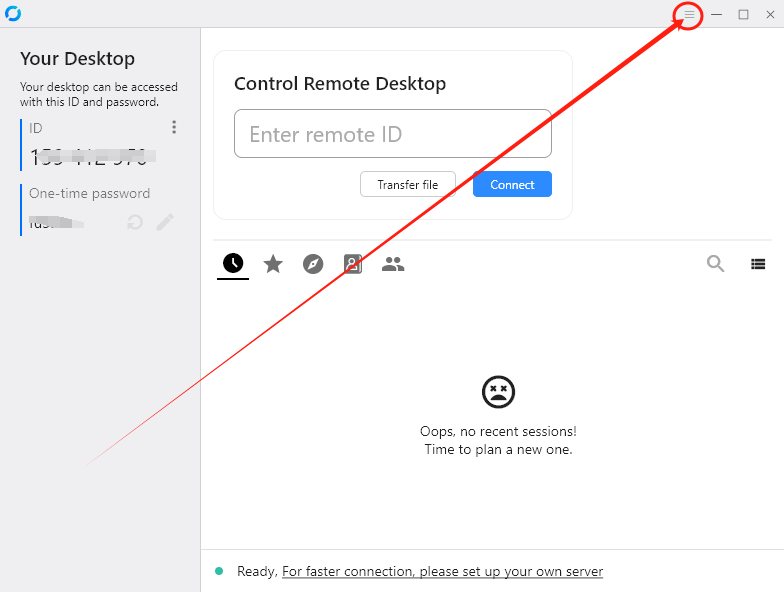 Your Desktop
Your desktop can be accessed
with this ID and password.
ID
One-time password
Control Remote Desktop
Enter remote ID
Transfer file
Connect
Oops, no recent sessions!
Time to plan a new one.
Ready, For faster connection, please set up your own server